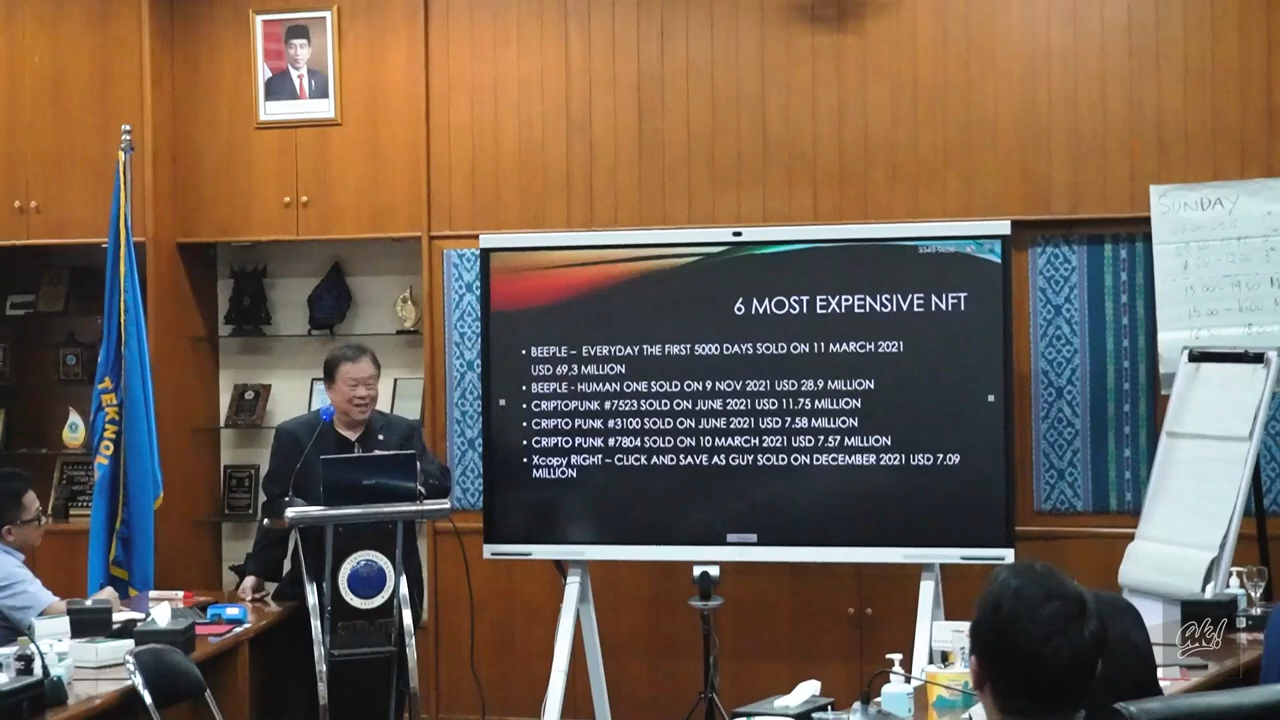 6 MOST EXPENSIVE NFT
• BEEPLE – EVERYDAY THE FIRST 5000 DAYS SOLD ON 11 MARCH 2021
USD 69,3 MILLION
• BEEPLE - HUMAN ONE SOLD ON 9 NOV 2021 USD 28,9 MILLION
• CRIPTOPUNK #7523 SOLD ON JUNE 2021 USD 11.75 MILLION
• CRIPTO PUNK #3100 SOLD ON JUNE 2021 USD 7.58 MILLION
• CRIPTO PUNK #7804 SOLD ON 10 MARCH 2021 USD 7.57 MILLION
• Xcopy RIGHT – CLICK AND SAVE AS GUY SOLD ON DECEMBER 2021 USD 7.09
MILLION
SUNDAY
TEKNOL